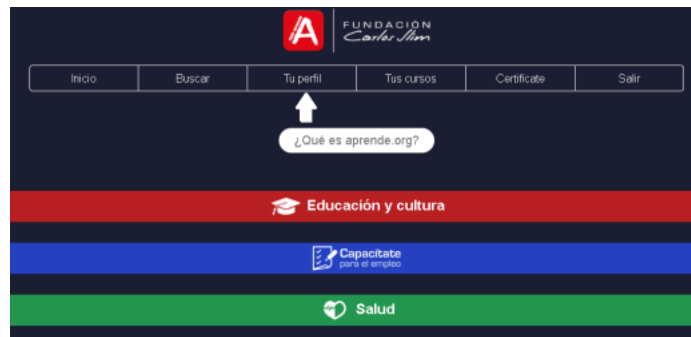 A
FUNDACIÓN
Carlos Slim
Inicio Buscar Tu perfil Tus cursos Certifícate Salir
¿Qué es aprende.org?
Educación y cultura
Capacítate
para el empleo
Salud